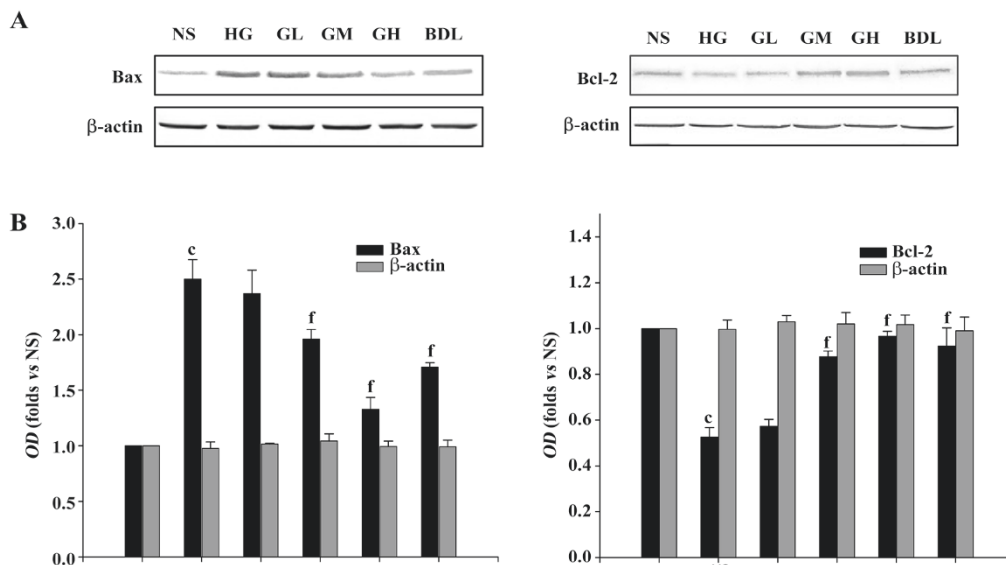 A
NS HG GL GM GH BDL
Bax
β-actin
NS HG GL GM GH BDL
Bcl-2
β-actin
B
OD (folds vs NS)
3.0
2.5
2.0
1.5
1.0
0.5
0.0
Bax
β-actin
c
f
f
f
OD (folds vs NS)
1.4
1.2
1.0
0.8
0.6
0.4
0.2
0.0
Bcl-2
β-actin
c
f
f
f